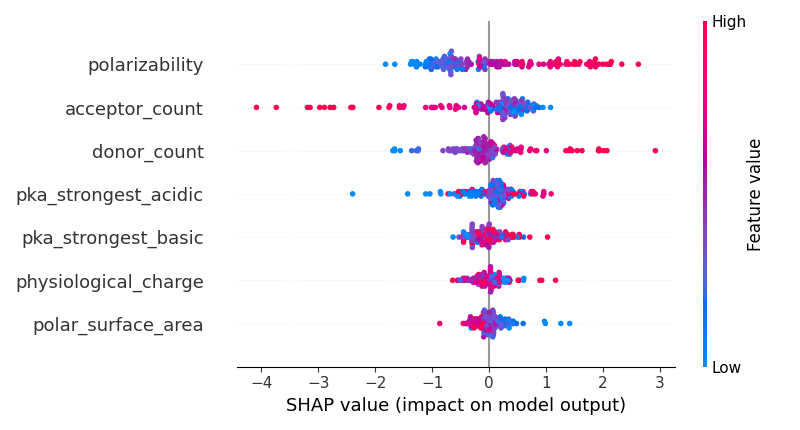 High
polarizability
acceptor_count
donor_count
pka_strongest_acidic
pka_strongest_basic
physiological_charge
polar_surface_area
Feature value
Low
−4 −3 −2 −1 0 1 2 3
SHAP value (impact on model output)